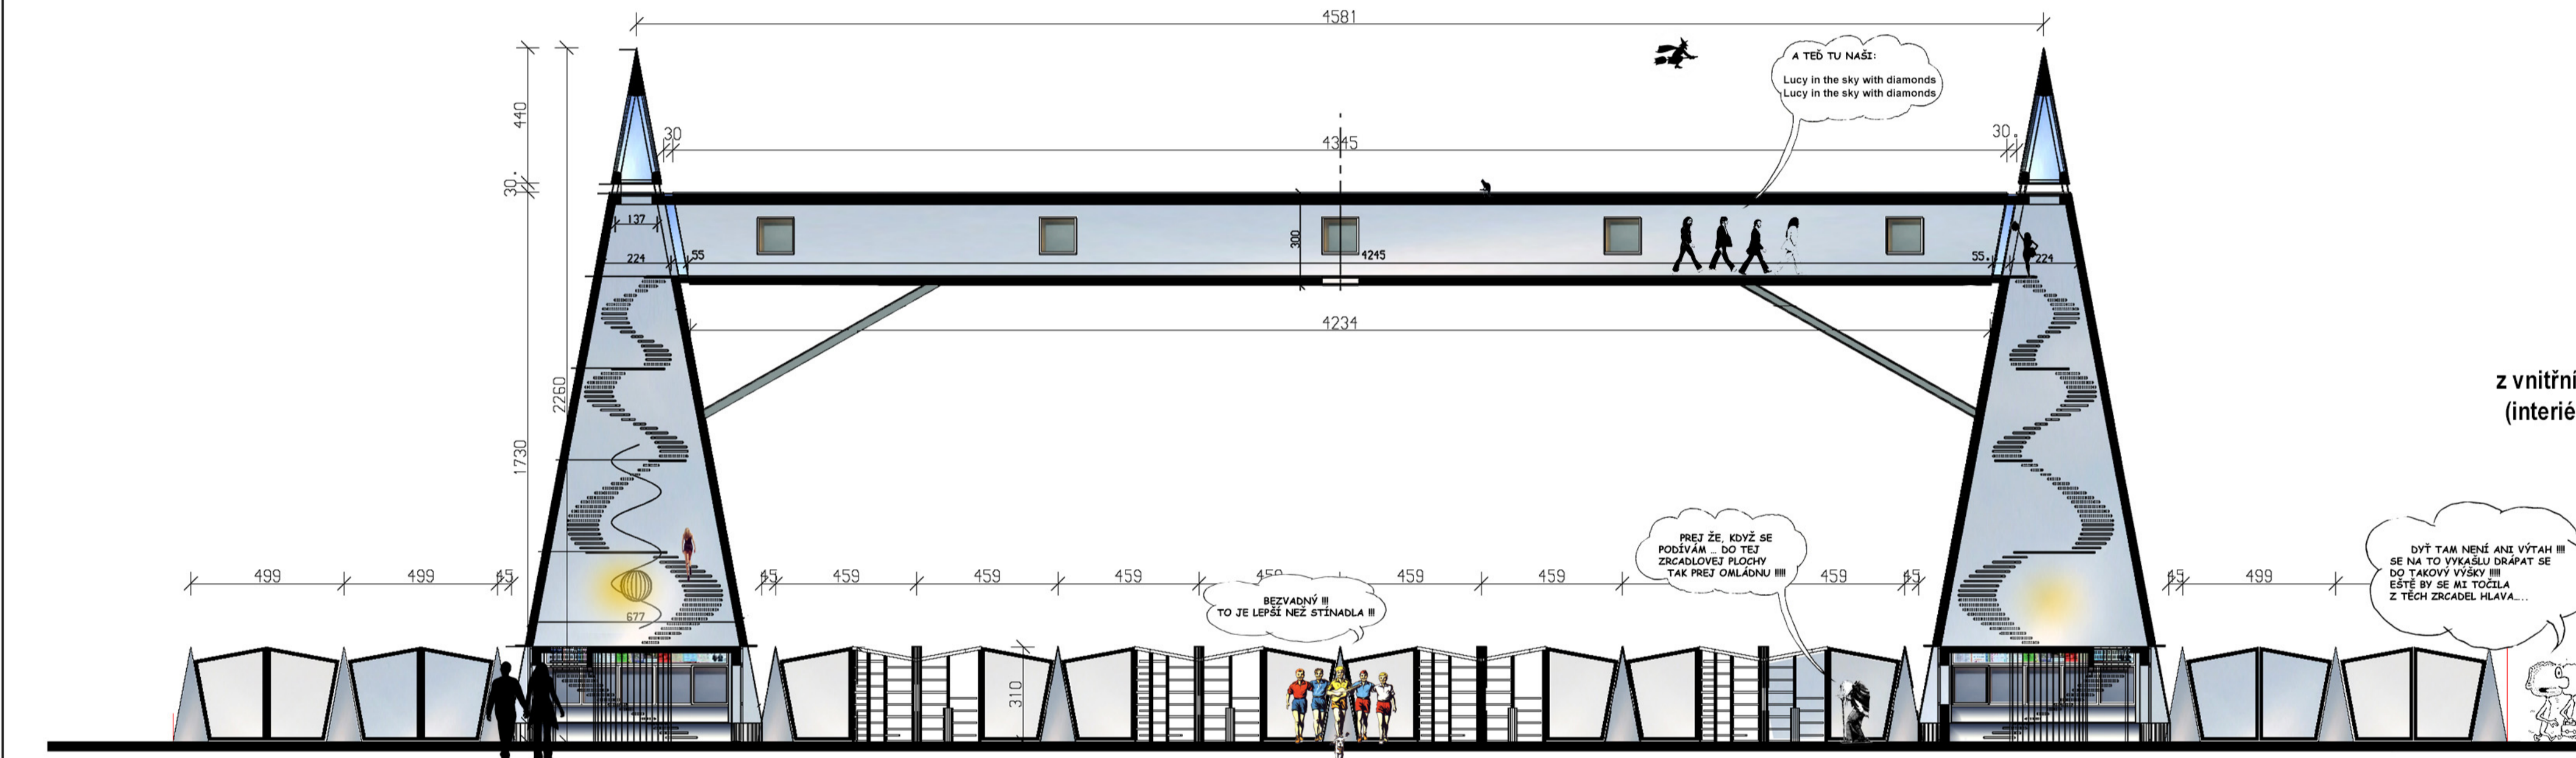 4581
A TEĎ TU NAŠI:
Lucy in the sky with diamonds
Lucy in the sky with diamonds
440
30
30
4345
30
137
224
55
300
4245
55
224
4234
2260
1730
z vnitřní
(interié
PREJ ŽE, KDYŽ SE
PODÍVÁM ... DO TEJ
ZRCADLOVEJ PLOCHY
TAK PREJ OMLÁDNU !!!!!
DYŤ TAM NENÍ ANI VÝTAH !!!!
SE NA TO VYKAŠLU DRÁPAT SE
DO TAKOVÝ VÝŠKY !!!!!
EŠTĚ BY SE MI TOČILA
Z TĚCH ZRCADEL HLAVA....
499 499 45 45 459 459 459 459 459 459 459 45 45 499
BEZVADNÝ !!!
TO JE LEPŠÍ NEŽ STÍNADLA !!!
677
310